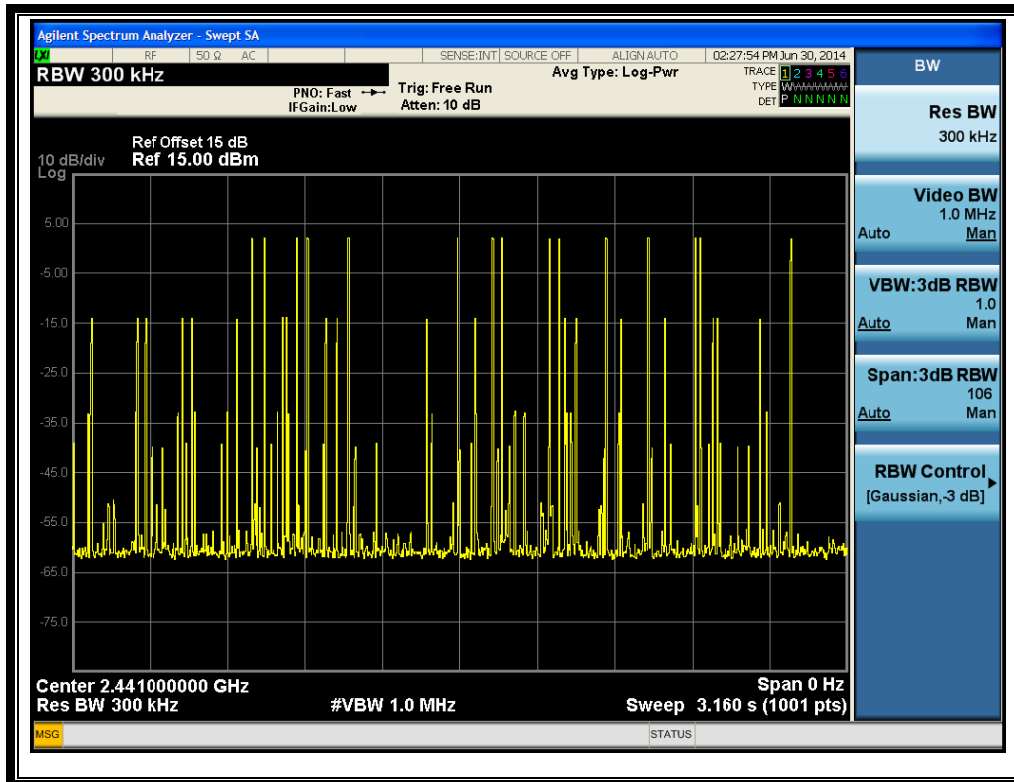 Agilent Spectrum Analyzer - Swept SA
LXI RF 50 Ω AC SENSE:INT SOURCE OFF ALIGN AUTO 02:27:54 PM Jun 30, 2014
RBW 300 kHz
PNO: Fast
IFGain:Low
Trig: Free Run
Atten: 10 dB
Avg Type: Log-Pwr
TRACE 1 2 3 4 5 6
TYPE
DET P N N N N N
Ref Offset 15 dB
10 dB/div Ref 15.00 dBm
Log
5.00
-5.00
-15.0
-25.0
-35.0
-45.0
-55.0
-65.0
-75.0
Center 2.441000000 GHz Span 0 Hz
Res BW 300 kHz #VBW 1.0 MHz Sweep 3.160 s (1001 pts)
MSG STATUS
BW
Res BW
300 kHz
Video BW
1.0 MHz
Auto Man
VBW:3dB RBW
1.0
Auto Man
Span:3dB RBW
106
Auto Man
RBW Control
[Gaussian,-3 dB]